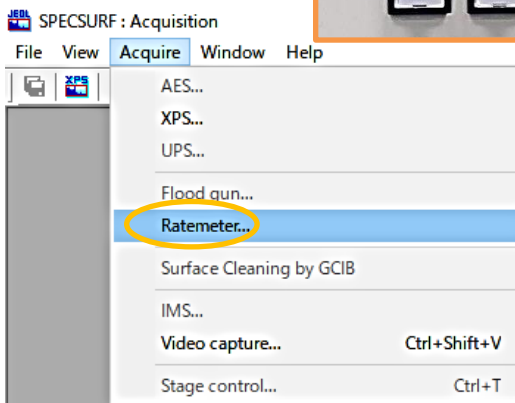 JEOL SPECSURF : Acquisition
File View Acquire Window Help
XPS
AES...
XPS...
UPS...
Flood gun...
Ratemeter...
Surface Cleaning by GCIB
IMS...
Video capture... Ctrl+Shift+V
Stage control... Ctrl+T